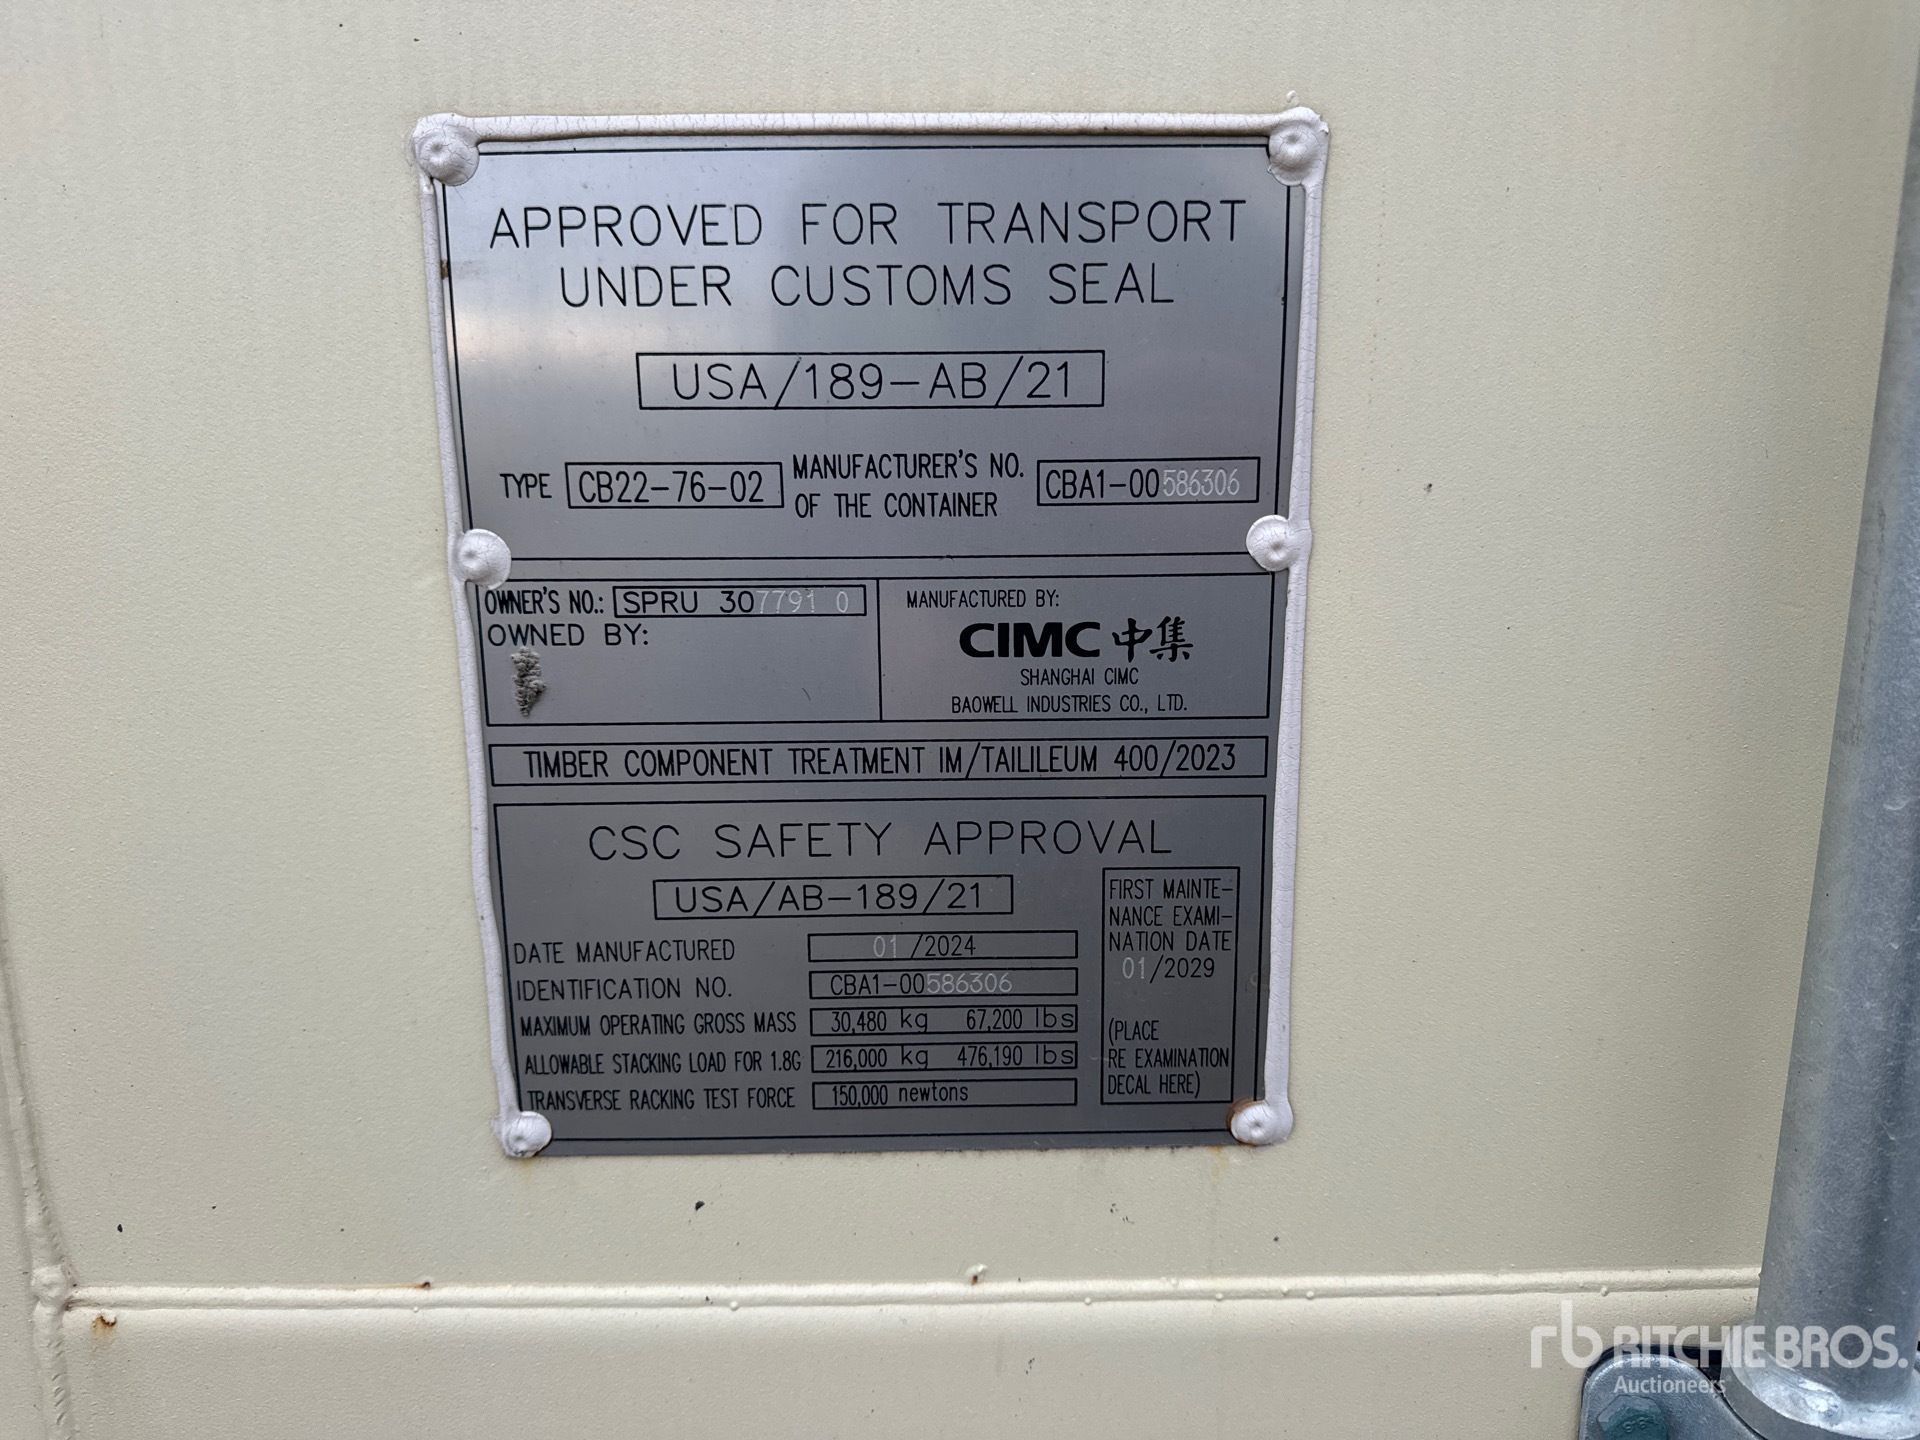 APPROVED FOR TRANSPORT
UNDER CUSTOMS SEAL
USA/189-AB/21
TYPE CB22-76-02 MANUFACTURER'S NO. OF THE CONTAINER CBA1-00586306
OWNER'S NO.: SPRU 307791 0
OWNED BY:
MANUFACTURED BY:
CIMC 中集
SHANGHAI CIMC
BAOWELL INDUSTRIES CO., LTD.
TIMBER COMPONENT TREATMENT IM/TAILILEUM 400/2023
CSC SAFETY APPROVAL
USA/AB-189/21
DATE MANUFACTURED 01/2024
IDENTIFICATION NO. CBA1-00586306
MAXIMUM OPERATING GROSS MASS 30,480 kg 67,200 lbs
ALLOWABLE STACKING LOAD FOR 1.8G 216,000 kg 476,190 lbs
TRANSVERSE RACKING TEST FORCE 150,000 newtons
FIRST MAINTE-
NANCE EXAMI-
NATION DATE
01/2029
(PLACE
RE EXAMINATION
DECAL HERE)
rb RITCHIE BROS.
Auctioneers